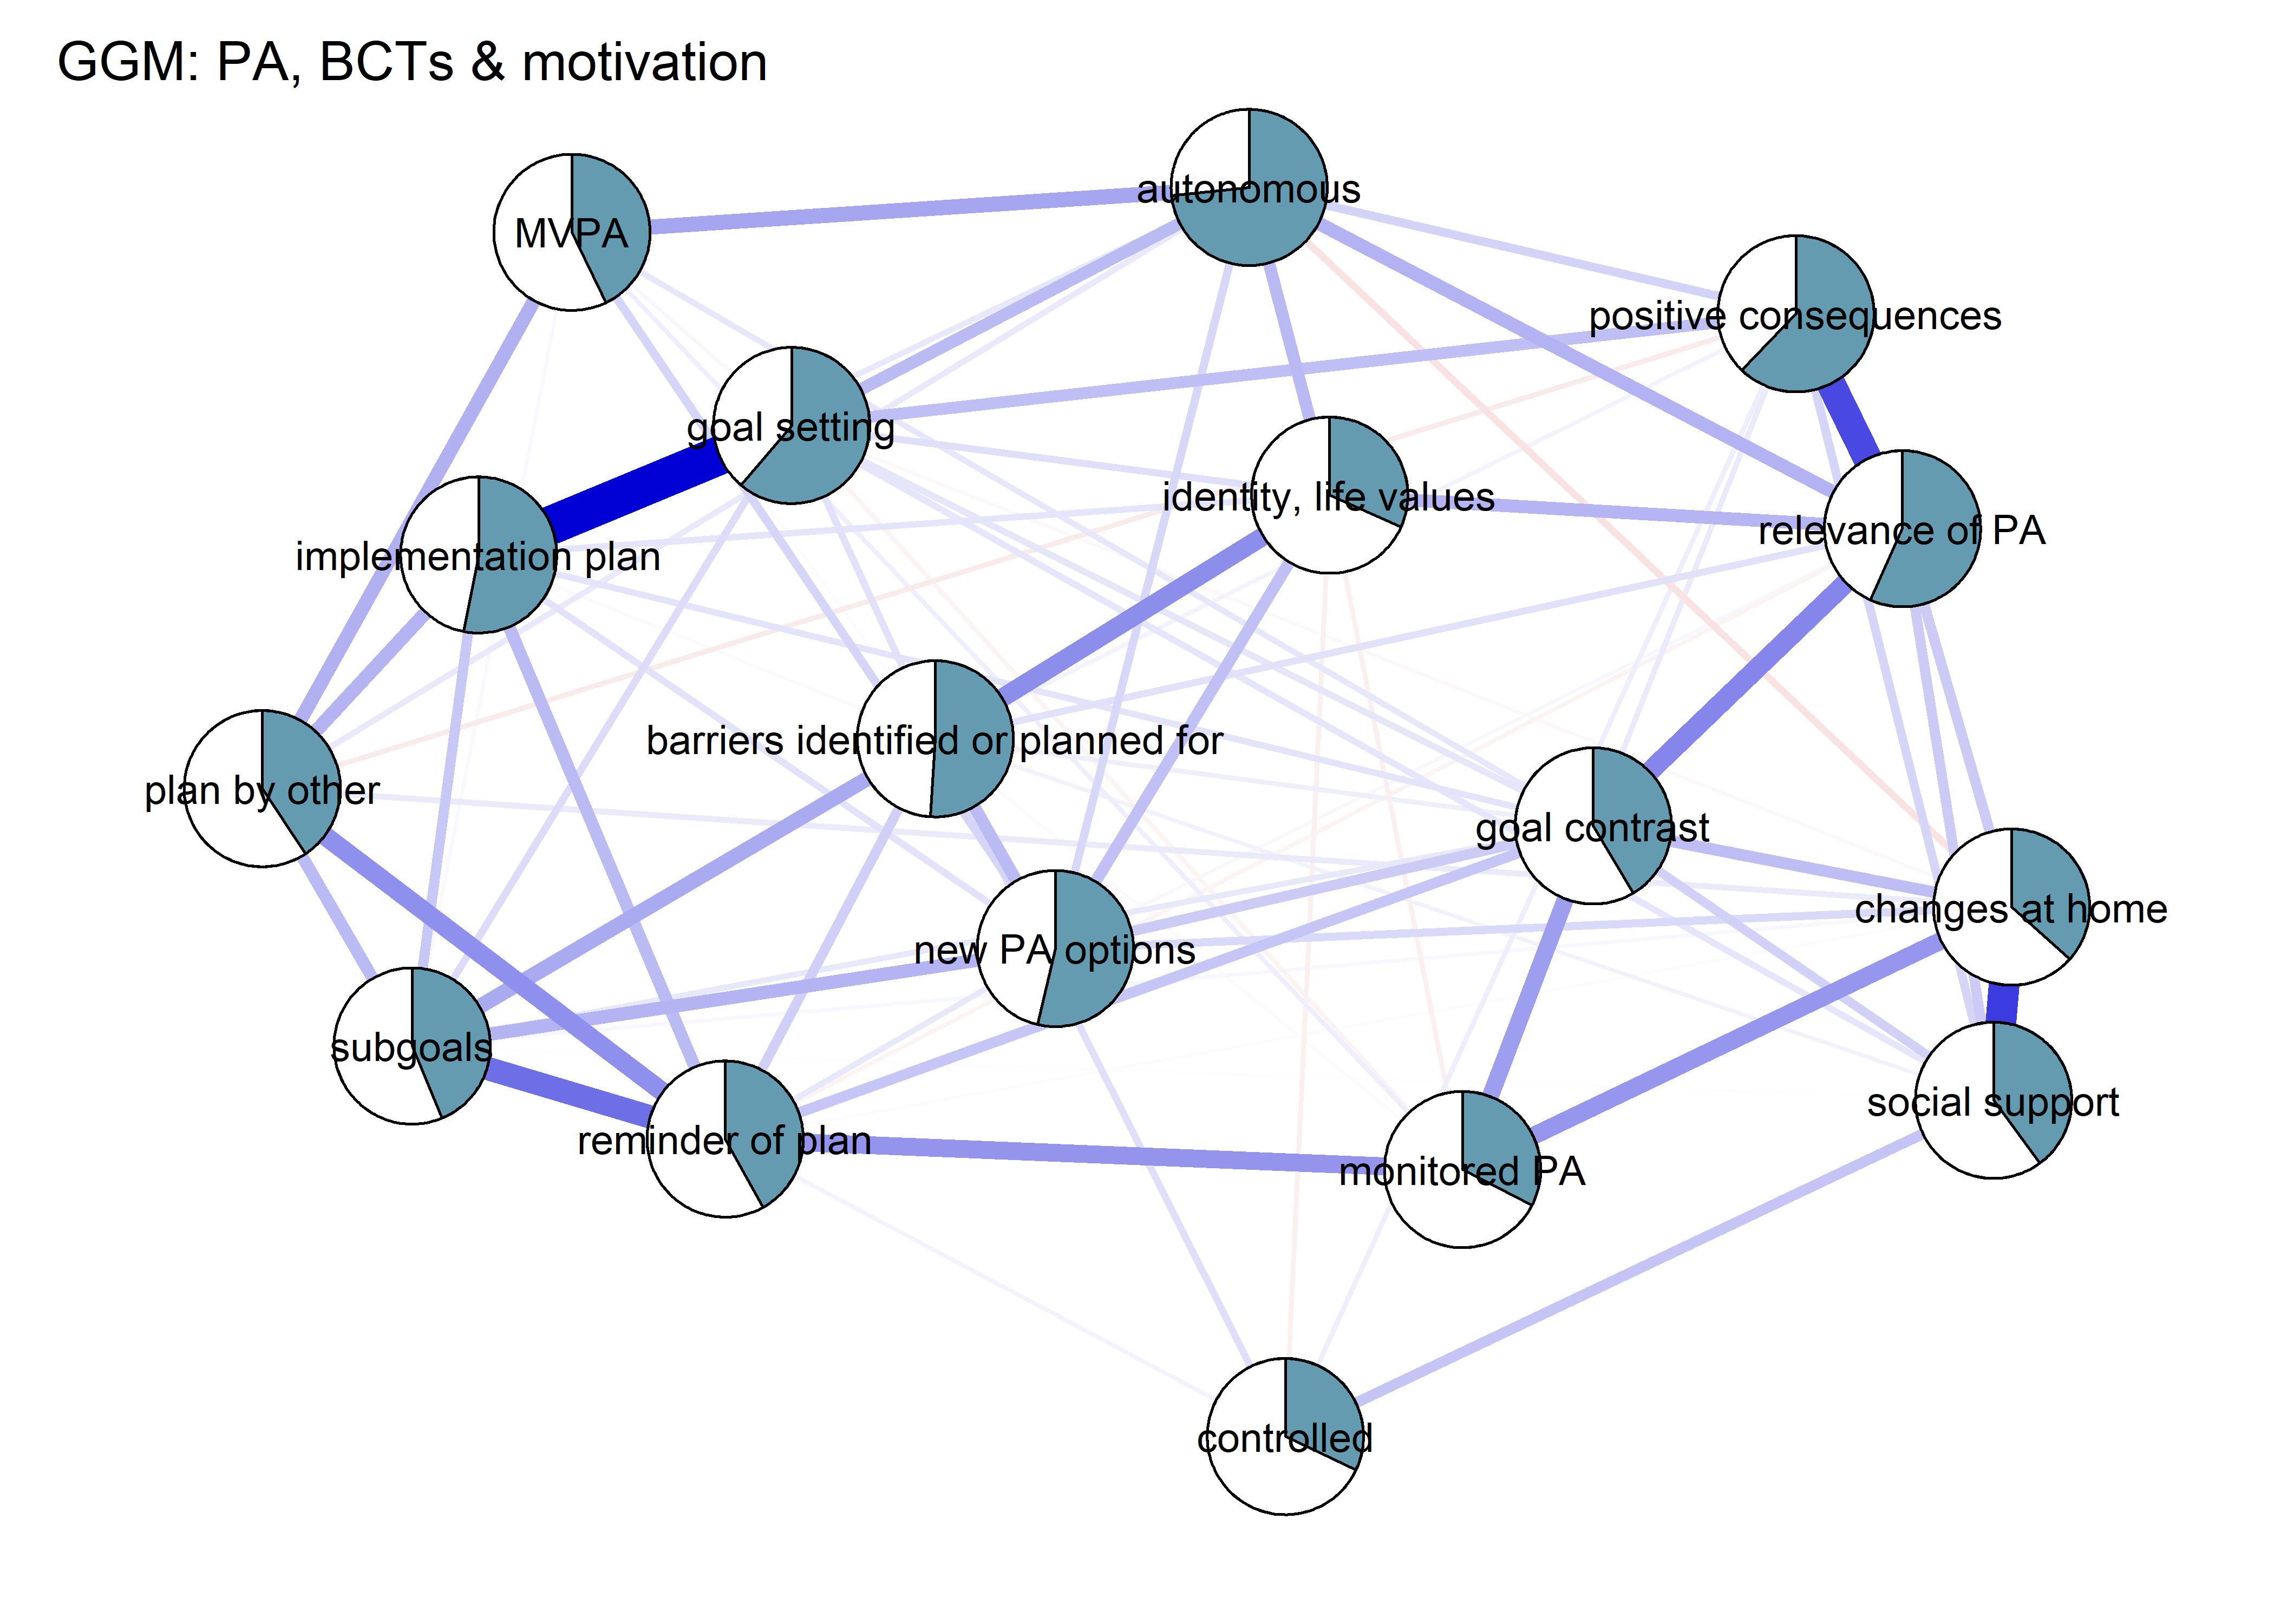 GGM: PA, BCTs & motivation
autonomous
MVPA
positive consequences
goal setting
identity, life values
relevance of PA
implementation plan
barriers identified or planned for
plan by other
goal contrast
changes at home
new PA options
subgoals
social support
reminder of plan
monitored PA
controlled